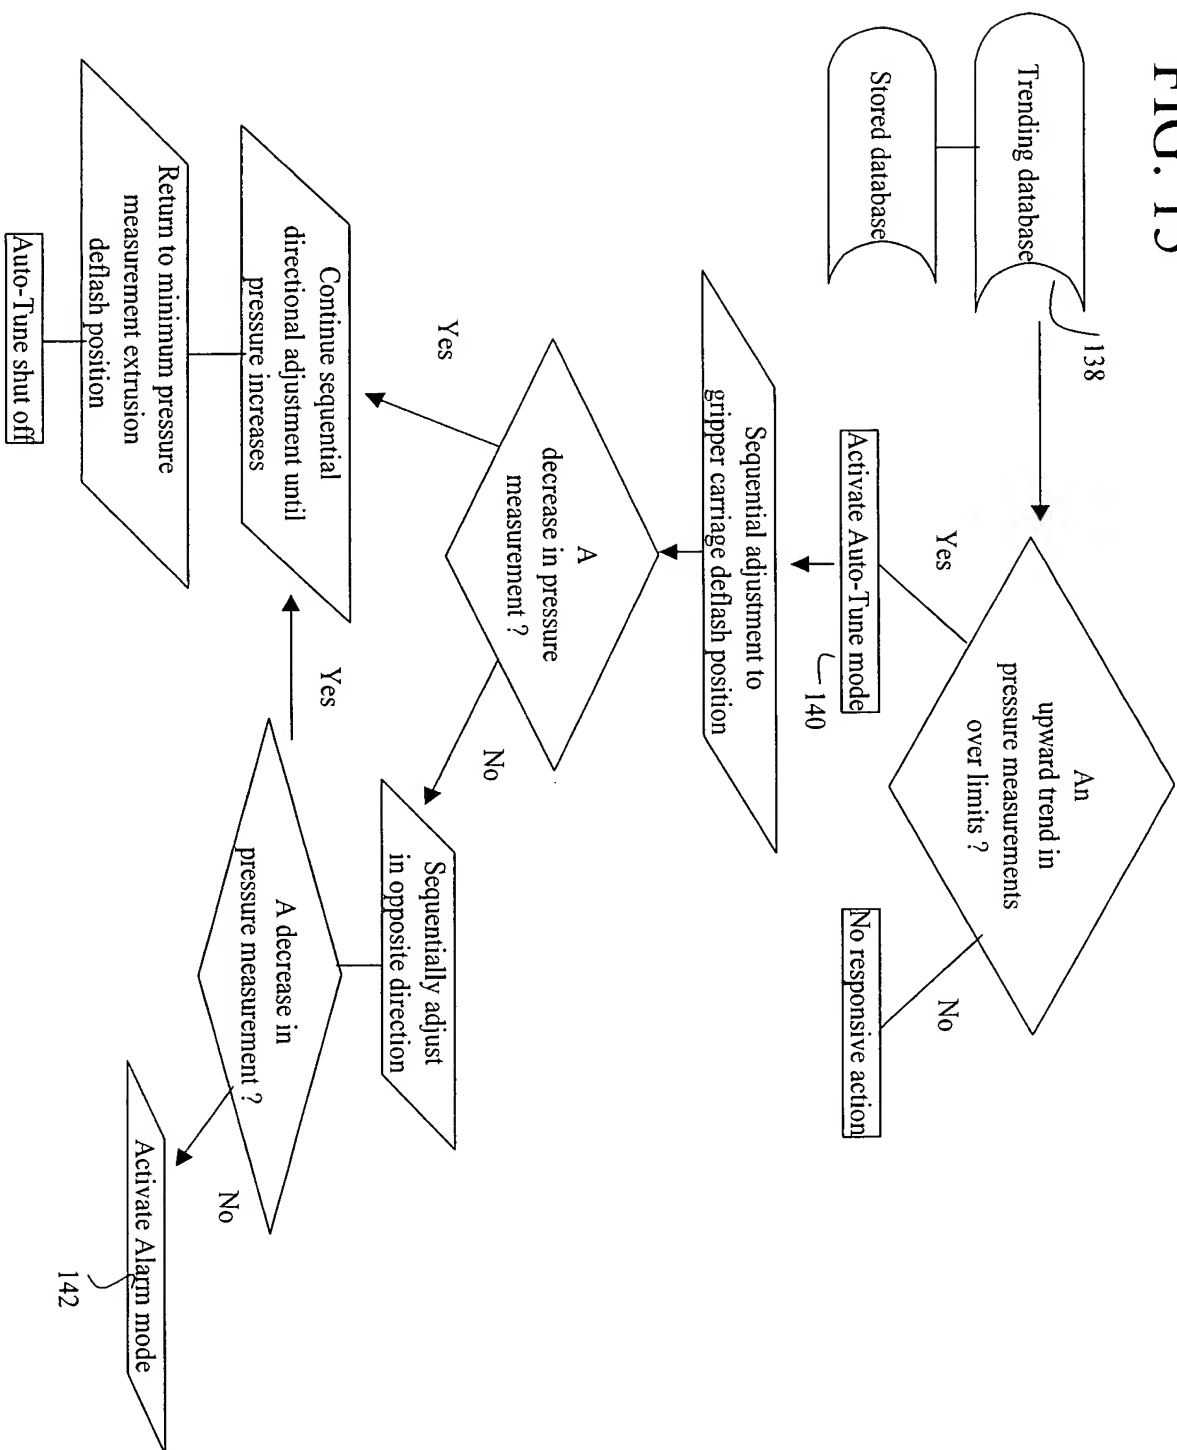 FIG.
Trending database
138
Stored database
An
upward trend in
pressure measurements
over limits ?
Yes
No
Activate Auto-Tune mode
140
No responsive action
Sequential adjustment to
gripper carriage deflash position
A
decrease in pressure
measurement ?
Yes
No
Sequentially adjust
in opposite direction
Continue sequential
directional adjustment until
pressure increases
Yes
A decrease in
pressure measurement ?
No
Return to minimum pressure
measurement extrusion
deflash position
Activate Alarm mode
142
Auto-Tune shut off